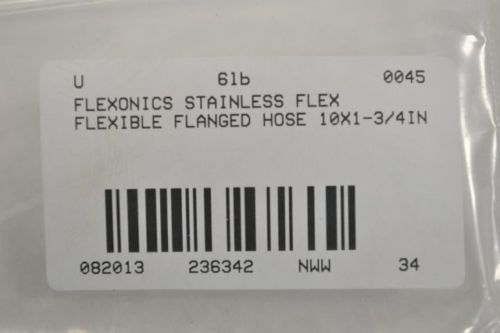 U 6lb 0045
FLEXONICS STAINLESS FLEX
FLEXIBLE FLANGED HOSE 10X1-3/4IN
082013 236342 NWW 34